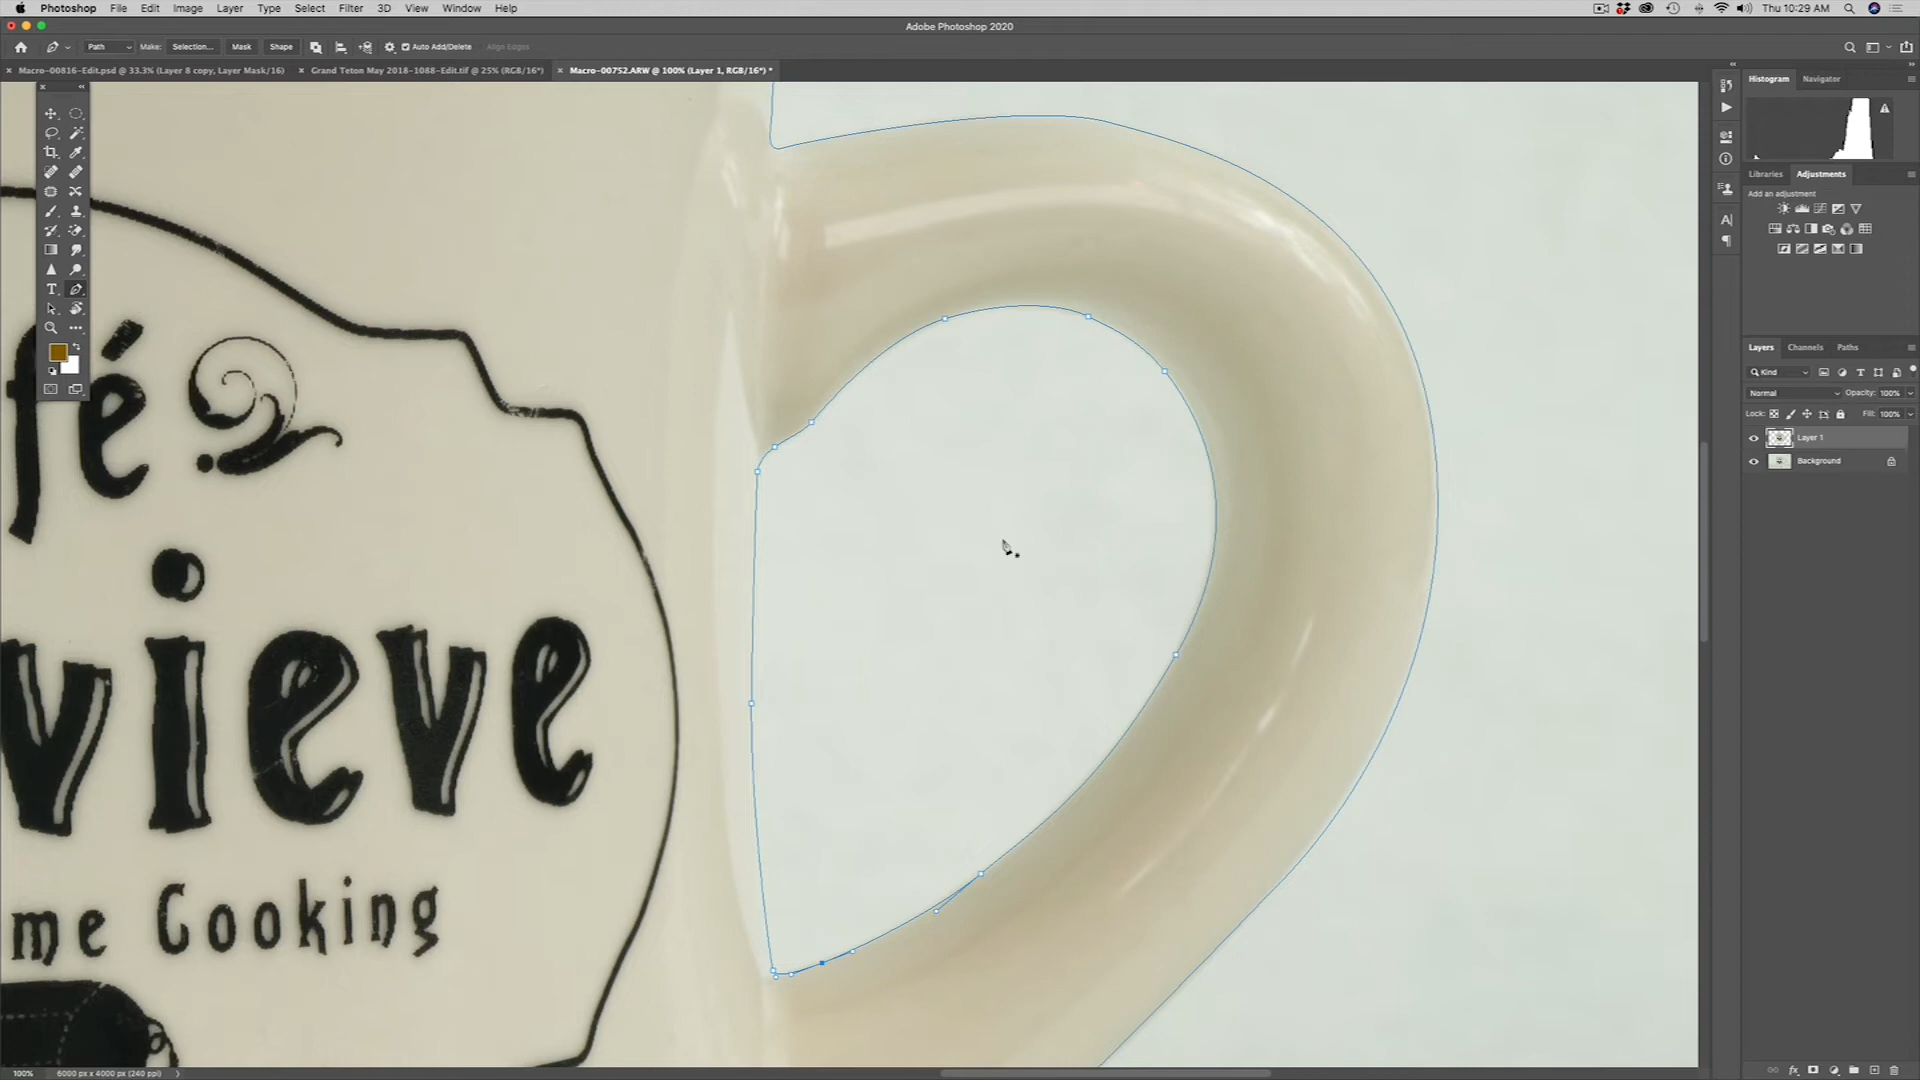 Photoshop File Edit Image Layer Type Select Filter 3D View Window Help Thu 10:29 AM
Adobe Photoshop 2020
Path Make: Selection... Mask Shape Auto Add/Delete Align Edges
Macro-00816-Edit.psd @ 33.3% (Layer 8 copy, Layer Mask/16) Grand Teton May 2018-1088-Edit.tif @ 25% (RGB/16*) Macro-00752.ARW @ 100% (Layer 1, RGB/16*) *
Histogram Navigator
Libraries Adjustments
Add an adjustment
Layers Channels Paths
Kind
Normal Opacity: 100%
Lock: Fill: 100%
Layer 1
Background
fé
vieve
me Cooking
100% 6000 px x 4000 px (240 ppi)